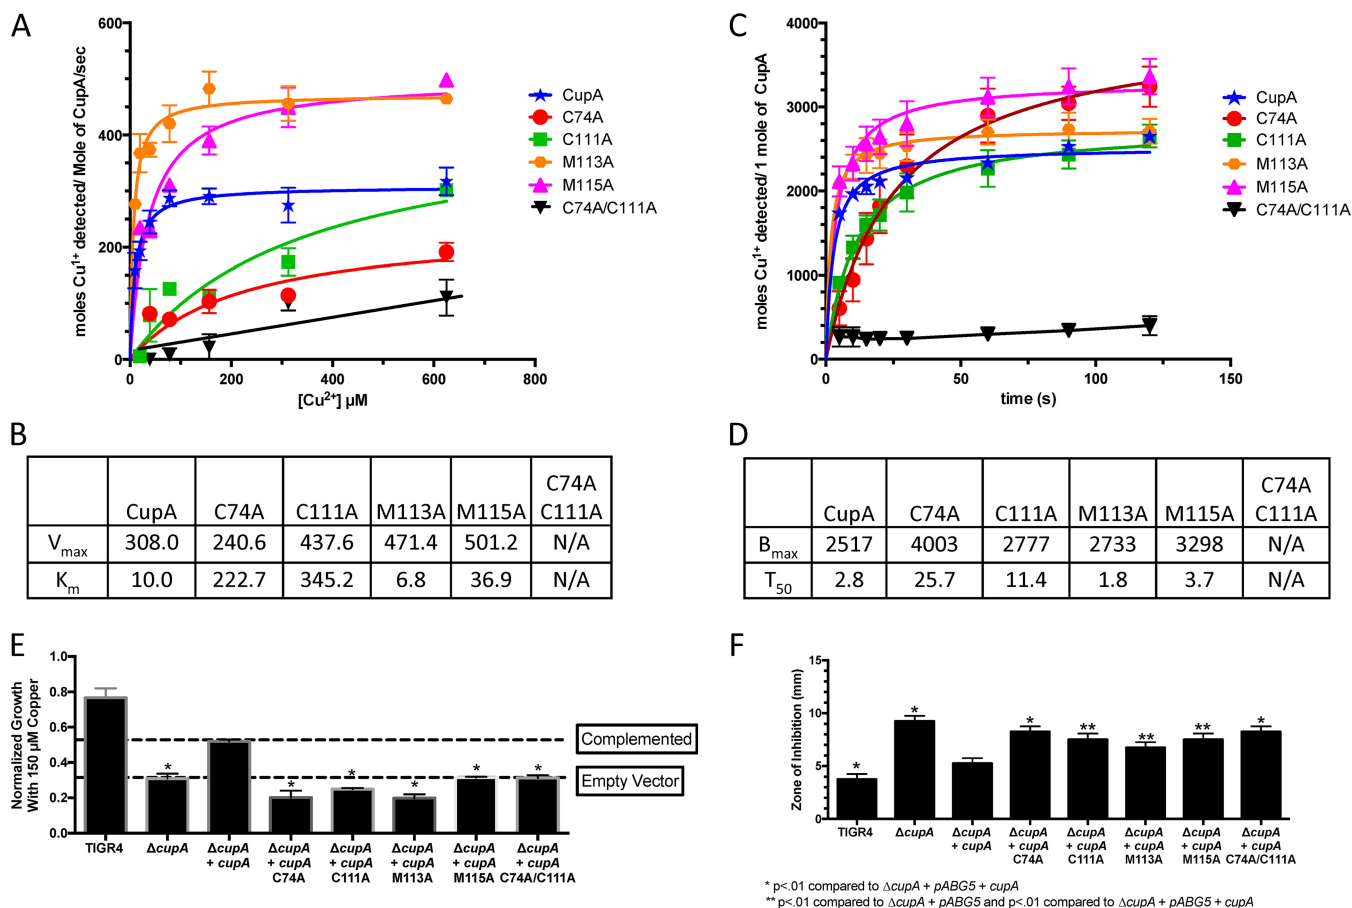 A
600
400
200
0
moles Cu1+ detected/ Mole of CupA/sec
0
200
400
600
800
[Cu2+] µM
CupA
C74A
C111A
M113A
M115A
C74A/C111A
C
4000
3000
2000
1000
0
moles Cu1+ detected/ 1 mole of CupA
0
50
100
150
time (s)
CupA
C74A
C111A
M113A
M115A
C74A/C111A
B
CupA C74A C111A M113A M115A C74A C111A
Vmax 308.0 240.6 437.6 471.4 501.2 N/A
Km 10.0 222.7 345.2 6.8 36.9 N/A
D
CupA C74A C111A M113A M115A C74A C111A
Bmax 2517 4003 2777 2733 3298 N/A
T50 2.8 25.7 11.4 1.8 3.7 N/A
E
Normalized Growth
With 150 µM Copper
1.0
0.8
0.6
0.4
0.2
0.0
* * * * * *
Complemented
Empty Vector
TIGR4
ΔcupA
ΔcupA
+ cupA
ΔcupA
+ cupA
C74A
ΔcupA
+ cupA
C111A
ΔcupA
+ cupA
M113A
ΔcupA
+ cupA
M115A
ΔcupA
+ cupA
C74A/C111A
F
Zone of Inhibition (mm)
15
10
5
0
* * * ** ** ** *
TIGR4
ΔcupA
ΔcupA
+ cupA
ΔcupA
+ cupA
C74A
ΔcupA
+ cupA
C111A
ΔcupA
+ cupA
M113A
ΔcupA
+ cupA
M115A
ΔcupA
+ cupA
C74A/C111A
* p<.01 compared to ΔcupA + pABG5 + cupA
** p<.01 compared to ΔcupA + pABG5 and p<.01 compared to ΔcupA + pABG5 + cupA